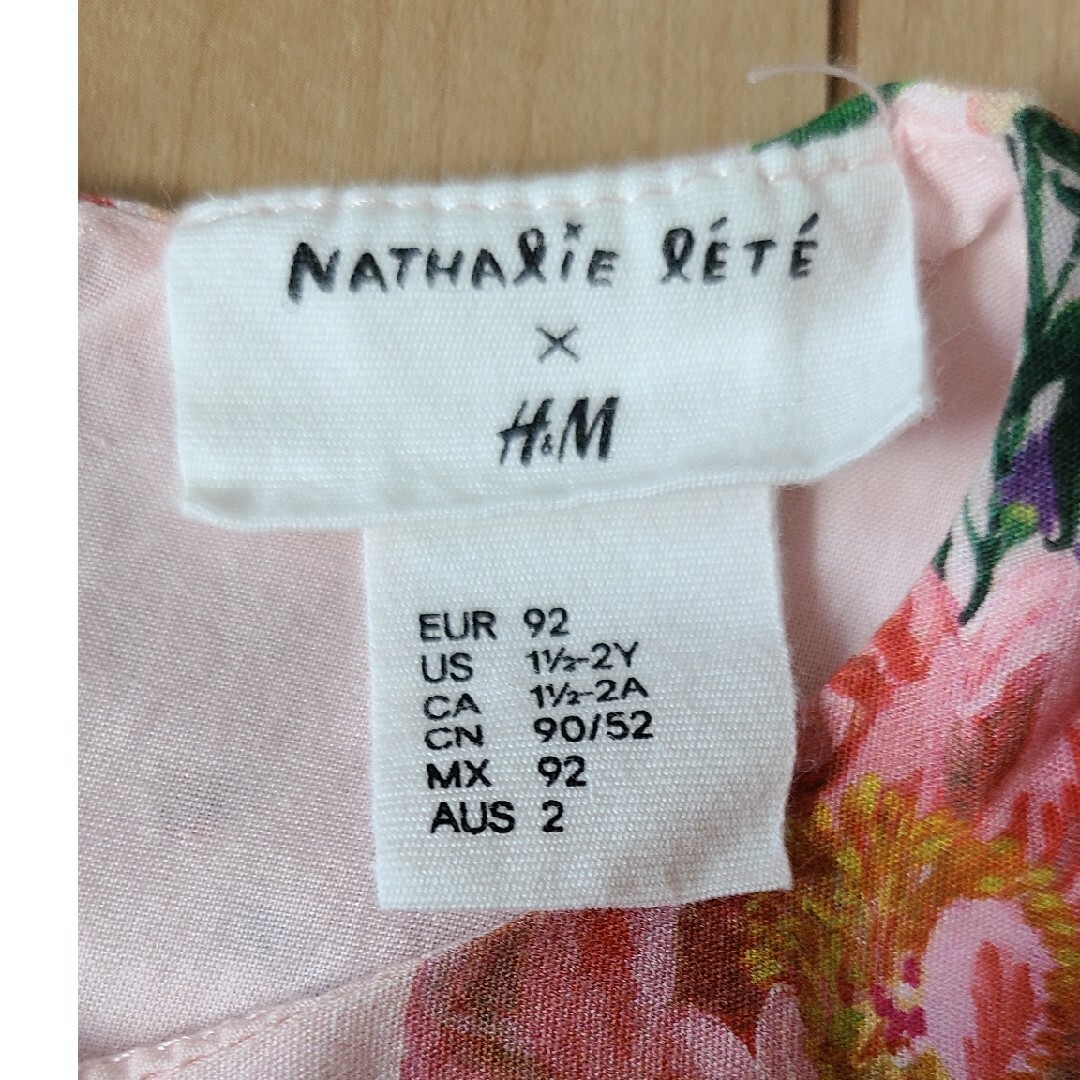 NATHALIE LÉTÉ
×
H&M
EUR 92
US 1½-2Y
CA 1½-2A
CN 90/52
MX 92
AUS 2